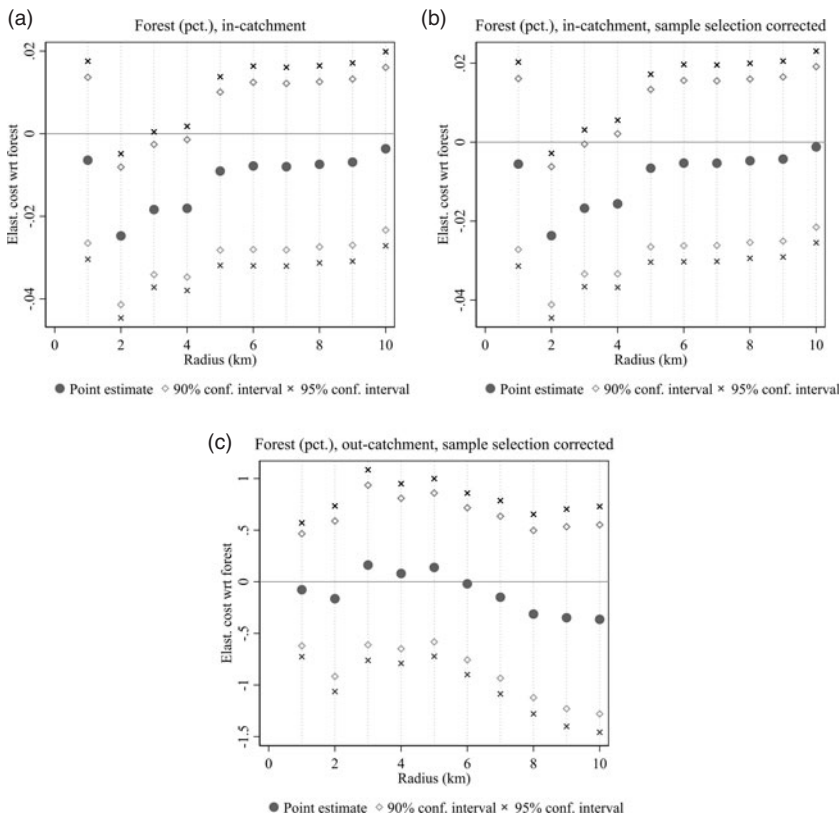 (a)
Forest (pct.), in-catchment
Elast. cost wrt forest
.02
0
-.02
-.04
0 2 4 6 8 10
Radius (km)
Point estimate 90% conf. interval 95% conf. interval
(b)
Forest (pct.), in-catchment, sample selection corrected
Elast. cost wrt forest
.02
0
-.02
-.04
0 2 4 6 8 10
Radius (km)
Point estimate 90% conf. interval 95% conf. interval
(c)
Forest (pct.), out-catchment, sample selection corrected
Elast. cost wrt forest
1
.5
0
-.5
-1
-1.5
0 2 4 6 8 10
Radius (km)
Point estimate 90% conf. interval 95% conf. interval